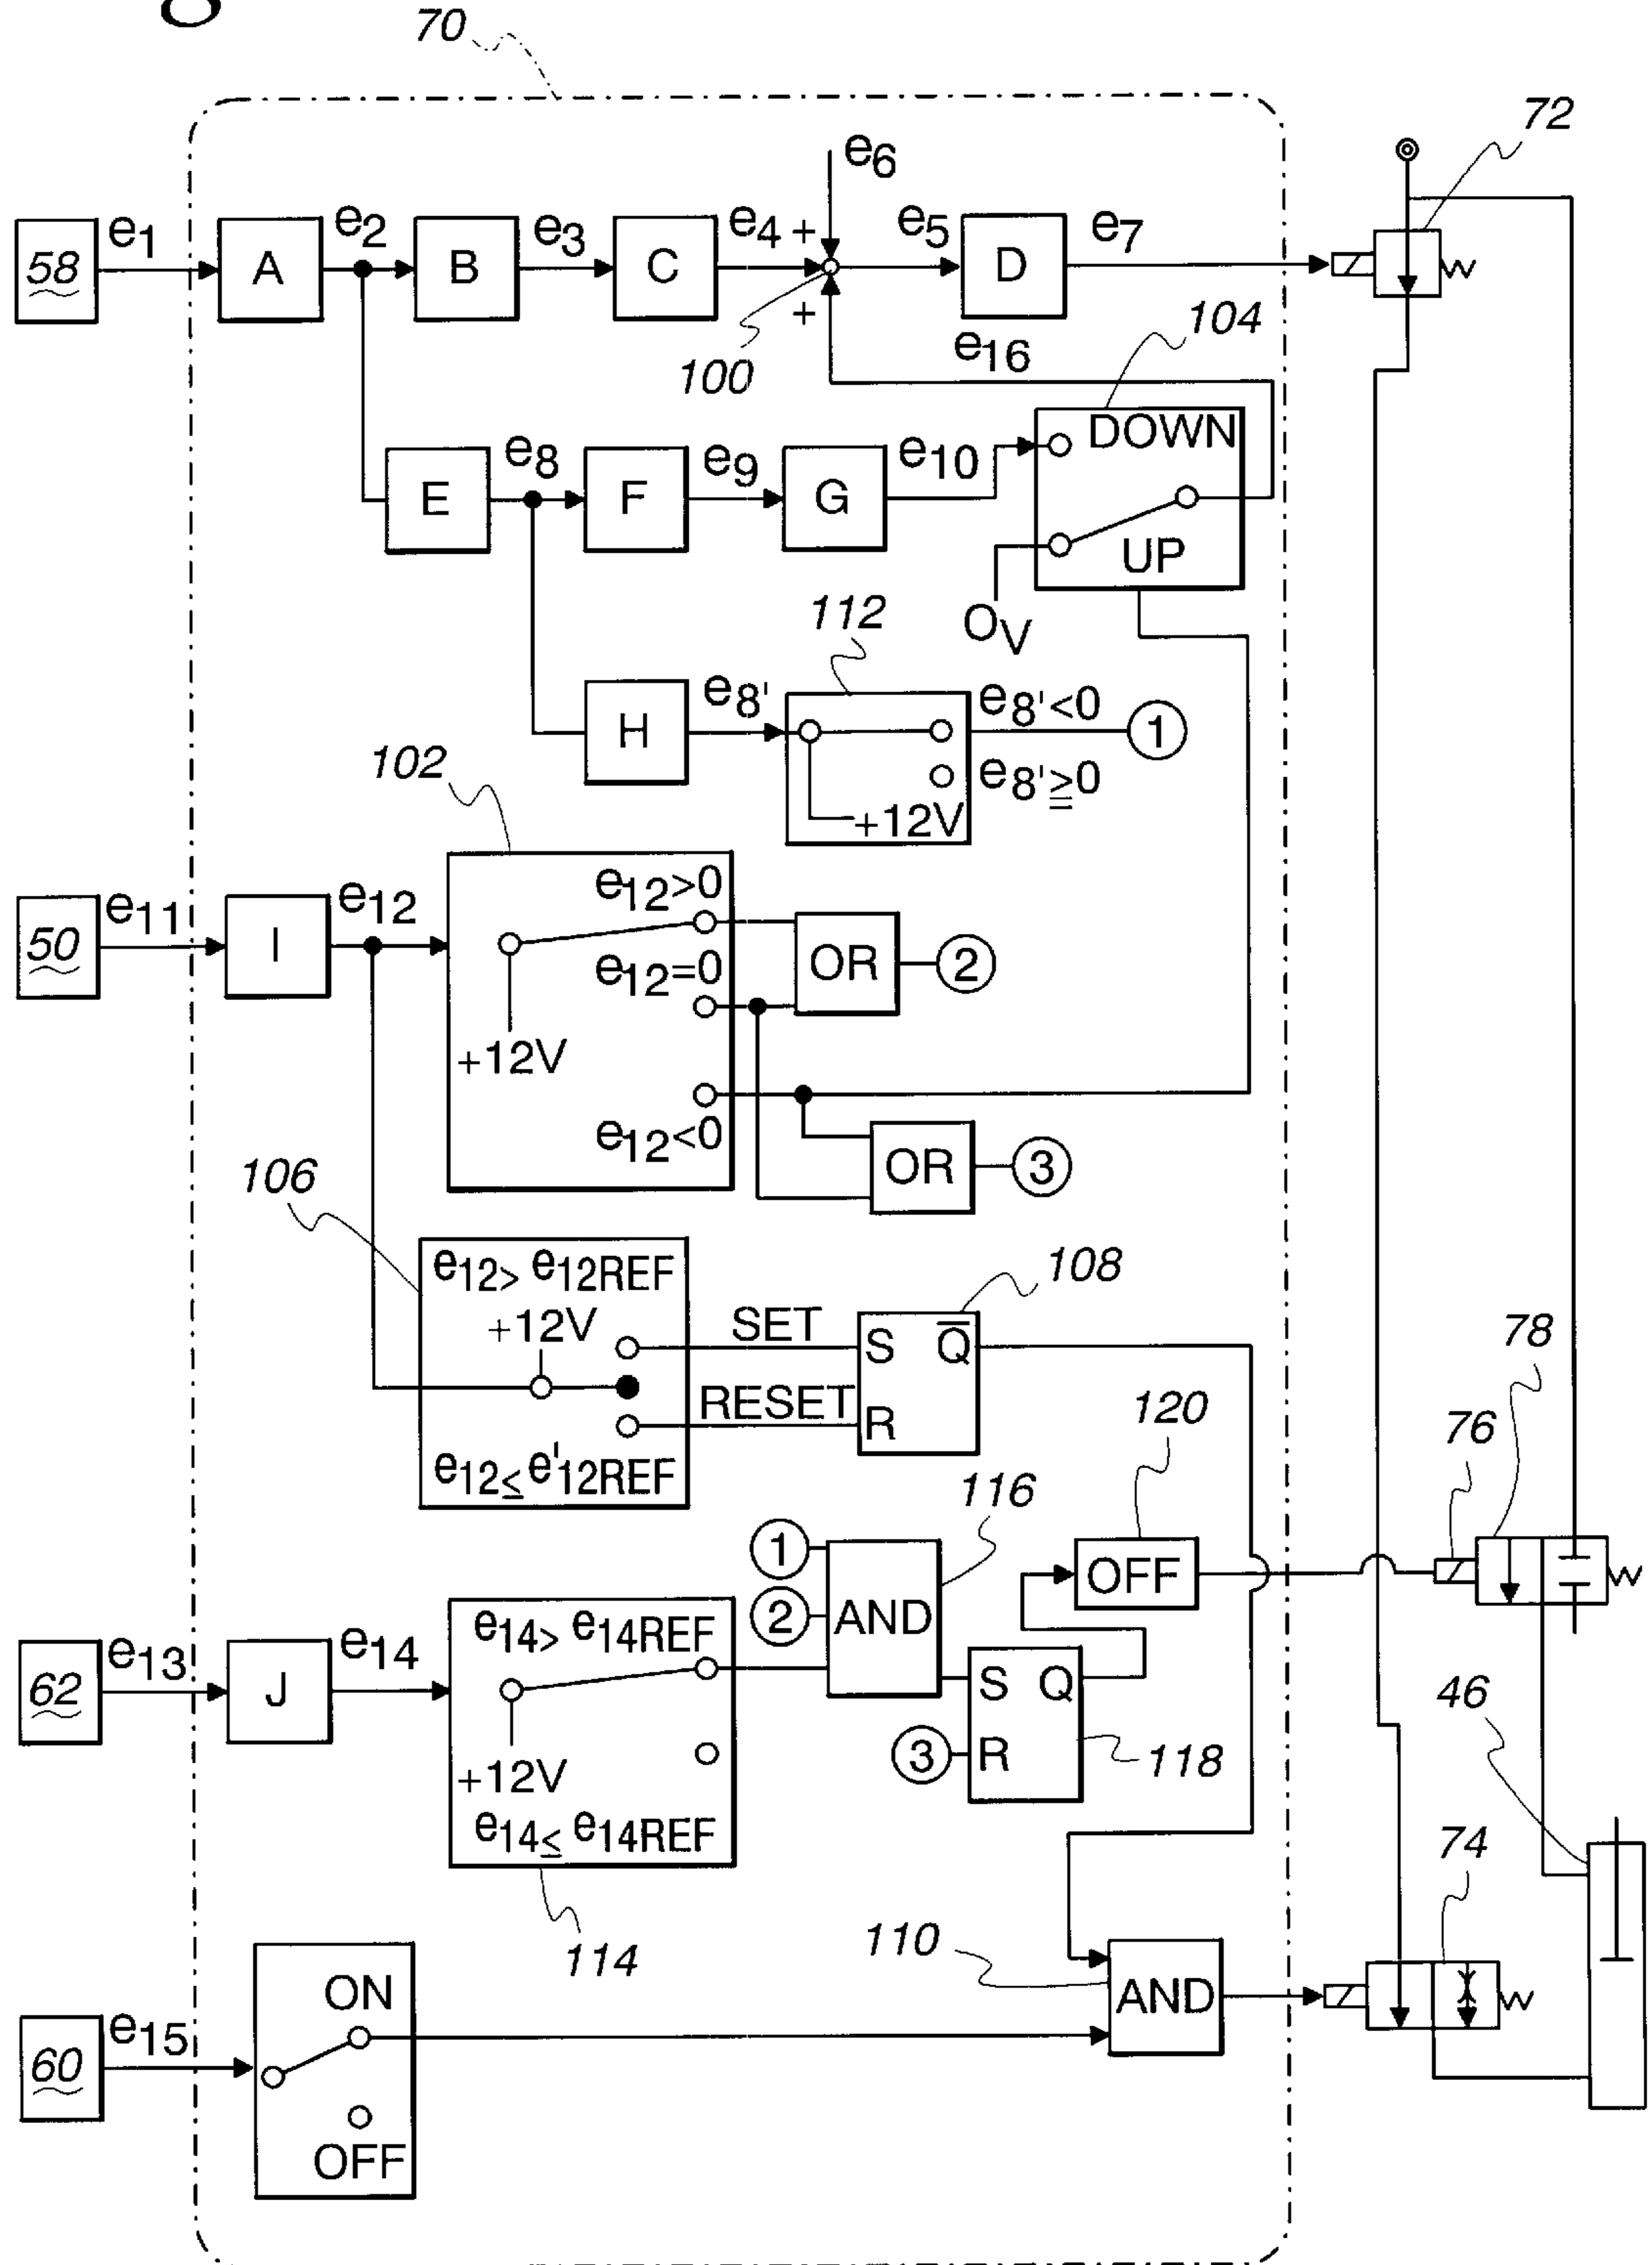 70
72
e6
58
e1
A
e2
B
e3
C
e4
+
e5
D
e7
+
100
e16
104
DOWN
UP
0V
E
e8
F
e9
G
e10
112
H
e8'
e8'<0
1
e8'≧0
+12V
102
50
e11
I
e12
e12>0
e12=0
+12V
e12<0
OR
2
OR
3
106
e12> e12REF
+12V
SET
RESET
e12≤ e'12REF
108
S
Q̅
R
120
OFF
78
76
116
1
2
AND
62
e13
J
e14
e14> e14REF
+12V
e14≤ e14REF
114
S
Q
3
R
118
46
74
110
AND
60
e15
ON
OFF